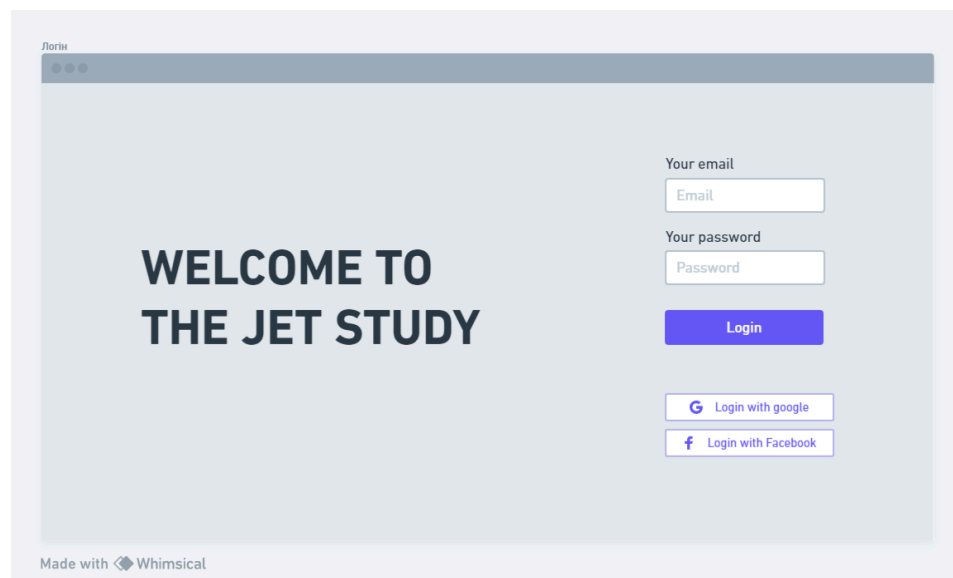 Логін
WELCOME TO
THE JET STUDY
Your email
Email
Your password
Password
Login
Login with google
Login with Facebook
Made with Whimsical